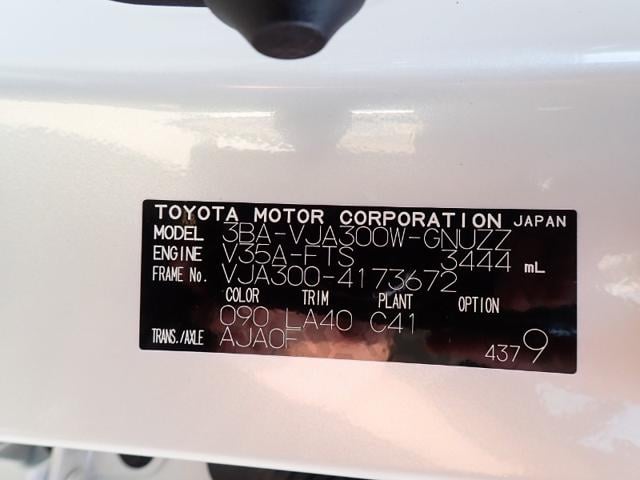 TOYOTA MOTOR CORPORATION JAPAN
MODEL 3BA-VJA300W-GNUZZ
ENGINE V35A-FTS 3444 mL
FRAME No. VJA300-4173672
COLOR TRIM PLANT OPTION
090 LA40 C41
TRANS./AXLE AJA0F
4379